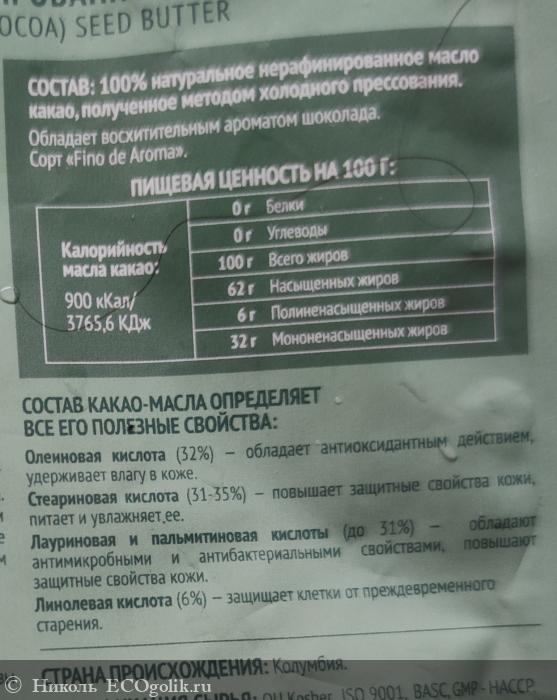 (COCOA) SEED BUTTER
СОСТАВ: 100% натуральное нерафинированное масло
какао, полученное методом холодного прессования.
Обладает восхитительным ароматом шоколада.
Сорт «Fino de Aroma».
ПИЩЕВАЯ ЦЕННОСТЬ НА 100 Г:
Калорийность
масла какао:
900 кКал/
3765,6 КДж
0 г Белки
0 г Углеводы
100 г Всего жиров
62 г Насыщенных жиров
6 г Полиненасыщенных жиров
32 г Мононенасыщенных жиров
СОСТАВ КАКАО-МАСЛА ОПРЕДЕЛЯЕТ
ВСЕ ЕГО ПОЛЕЗНЫЕ СВОЙСТВА:
Олеиновая кислота (32%) – обладает антиоксидантным действием,
удерживает влагу в коже.
Стеариновая кислота (31-35%) – повышает защитные свойства кожи,
питает и увлажняет ее.
Лауриновая и пальмитиновая кислоты (до 31%) – обладают
антимикробными и антибактериальными свойствами, повышают
защитные свойства кожи.
Линолевая кислота (6%) – защищает клетки от преждевременного
старения.
СТРАНА ПРОИСХОЖДЕНИЯ: Колумбия.
СЫРЬЯ: OU Kosher, ISO 9001, BASC, GMP - HACCP
© Николь ECOgolik.ru